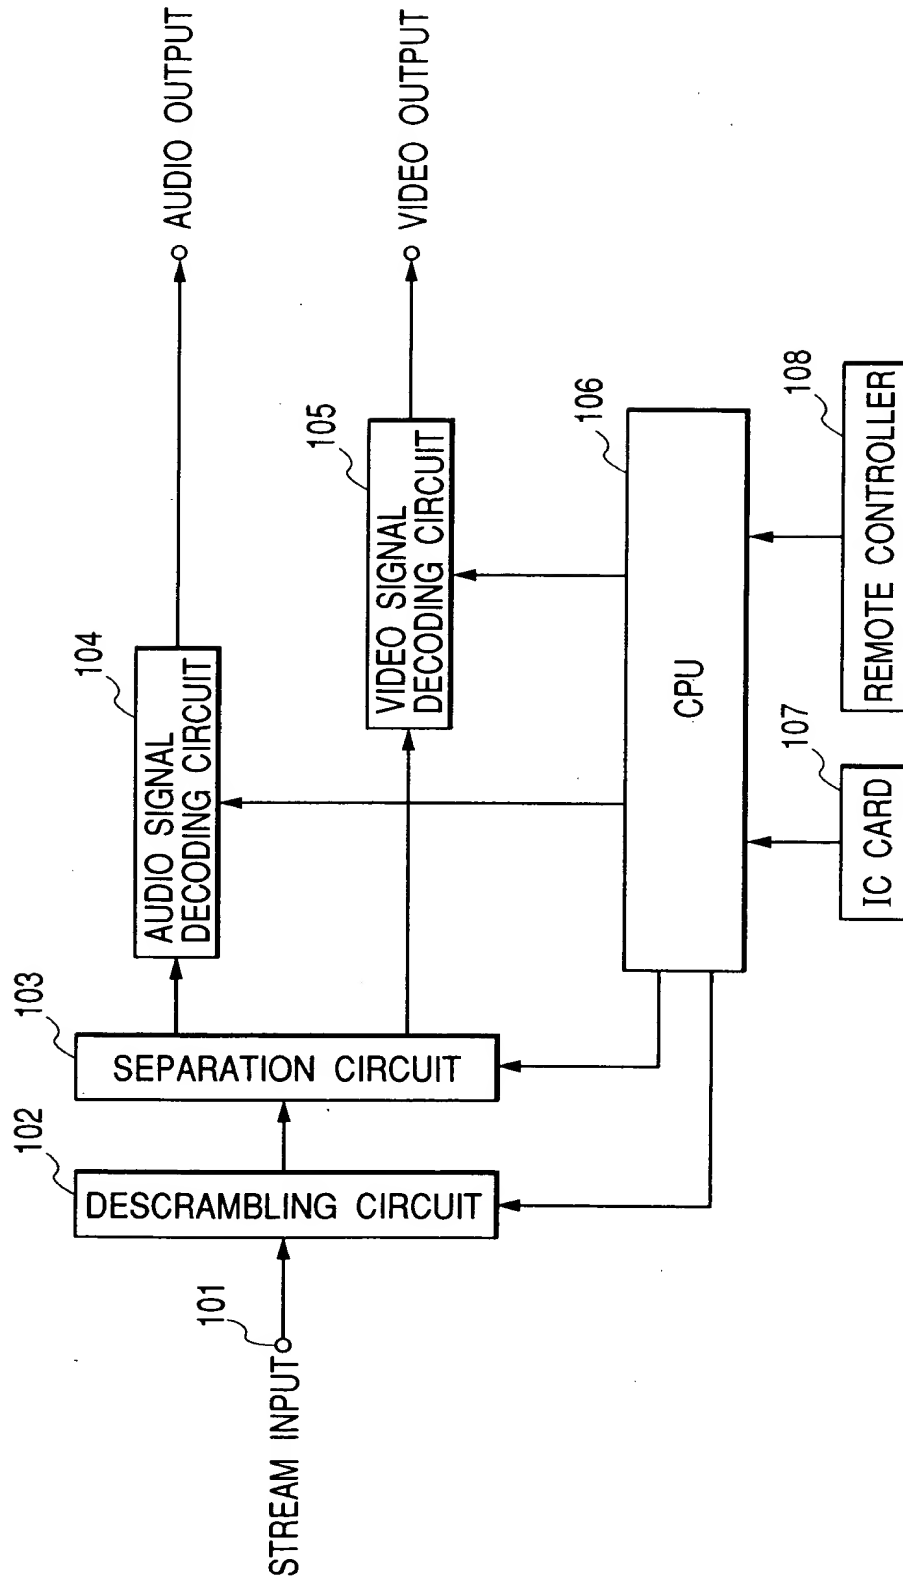 STREAM INPUT
101
102
DESCRAMBLING CIRCUIT
103
SEPARATION CIRCUIT
104
AUDIO SIGNAL
DECODING CIRCUIT
AUDIO OUTPUT
105
VIDEO SIGNAL
DECODING CIRCUIT
VIDEO OUTPUT
106
CPU
107
IC CARD
108
REMOTE CONTROLLER